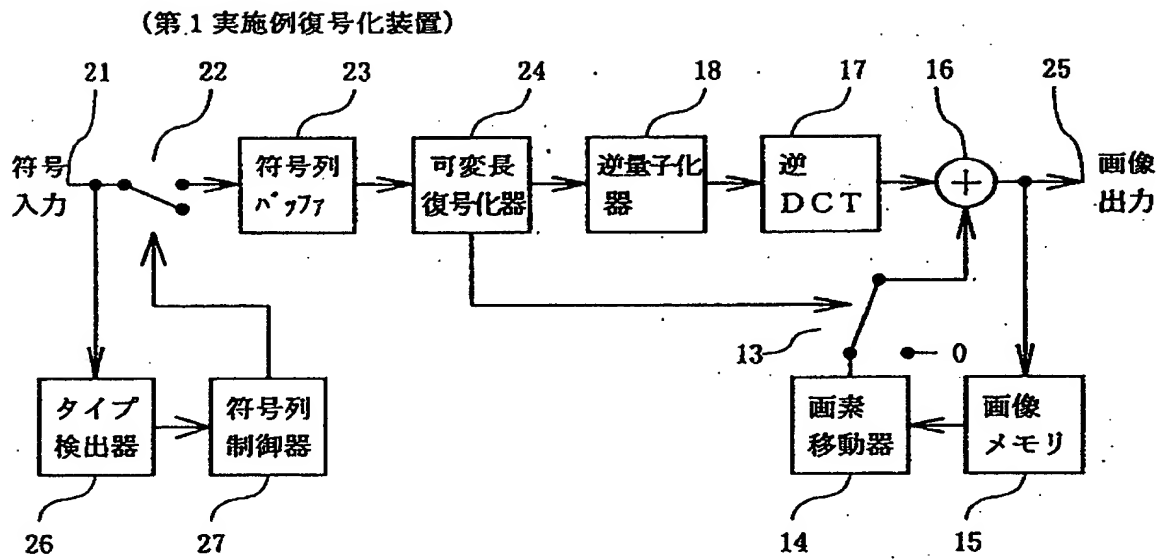 (第1実施例復号化装置)
21
22
23
24
18
17
16
25
符号
入力
符号列
バッファ
可変長
復号化器
逆量子化
器
逆
DCT
画像
出力
13
0
タイプ
検出器
符号列
制御器
画素
移動器
画像
メモリ
26
27
14
15